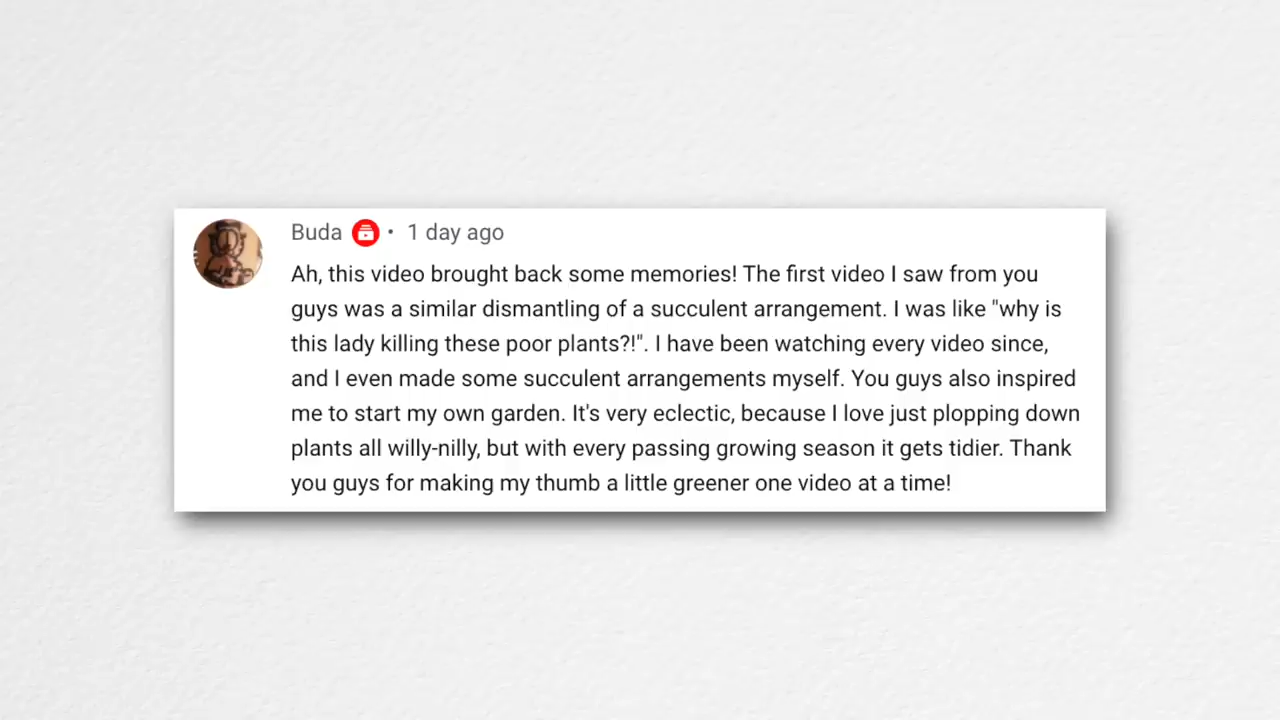 Buda • 1 day ago
Ah, this video brought back some memories! The first video I saw from you
guys was a similar dismantling of a succulent arrangement. I was like "why is
this lady killing these poor plants?!". I have been watching every video since,
and I even made some succulent arrangements myself. You guys also inspired
me to start my own garden. It's very eclectic, because I love just plopping down
plants all willy-nilly, but with every passing growing season it gets tidier. Thank
you guys for making my thumb a little greener one video at a time!